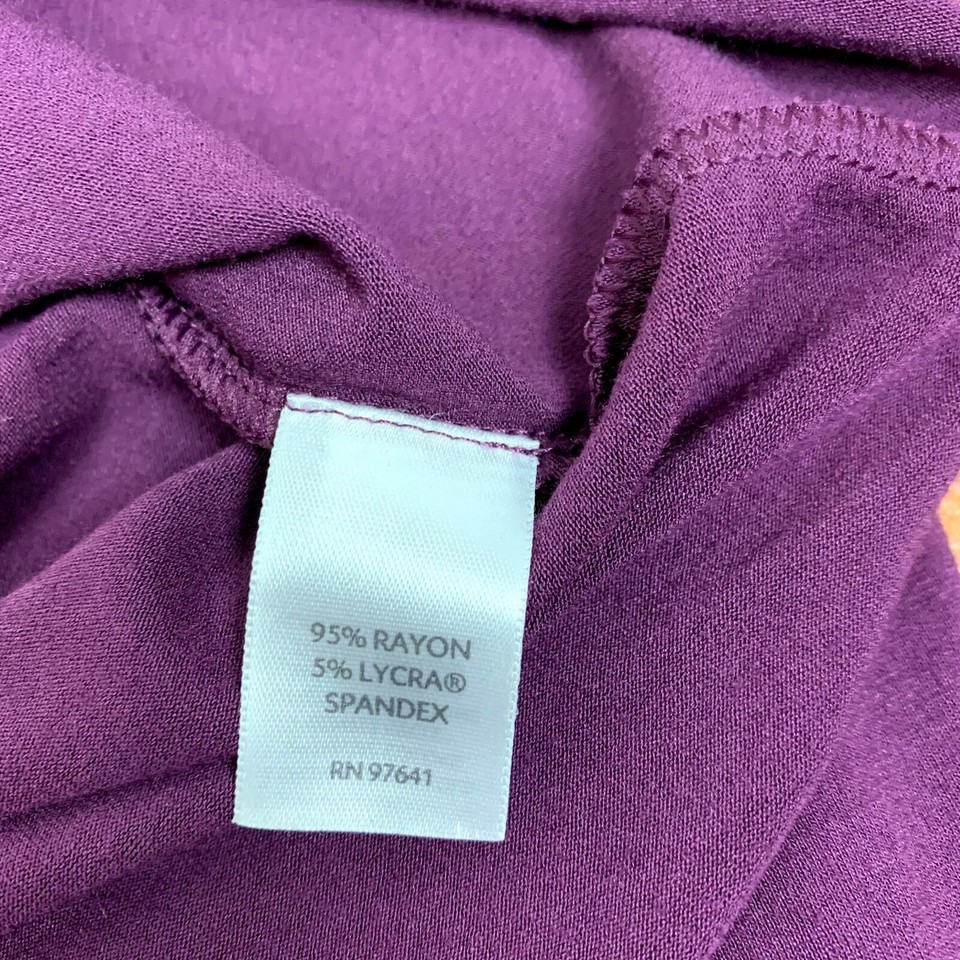 95% RAYON
5% LYCRA®
SPANDEX
RN 97641